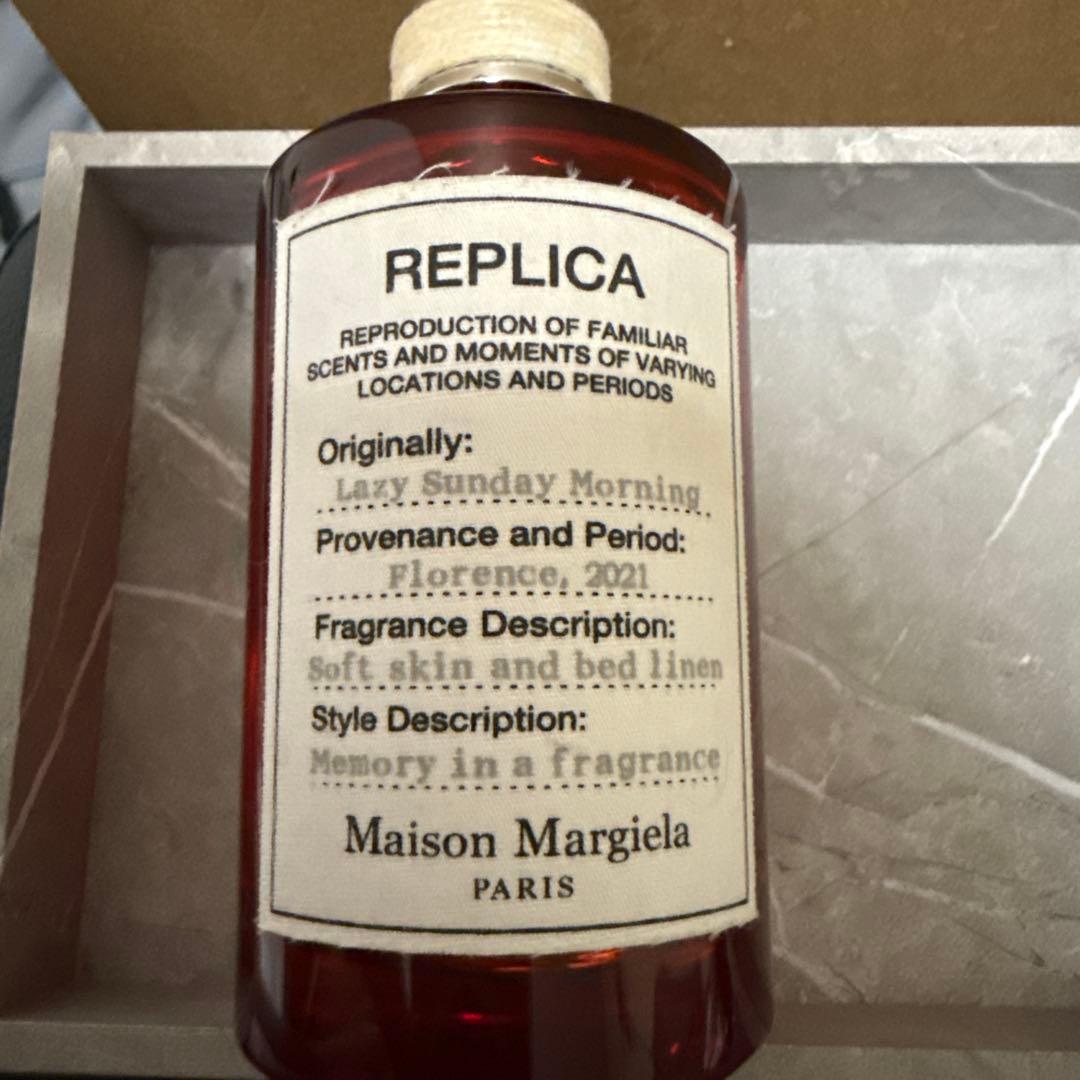 REPLICA
REPRODUCTION OF FAMILIAR
SCENTS AND MOMENTS OF VARYING
LOCATIONS AND PERIODS
Originally:
Lazy Sunday Morning
Provenance and Period:
Florence, 2021
Fragrance Description:
Soft skin and bed linen
Style Description:
Memory in a fragrance
Maison Margiela
PARIS